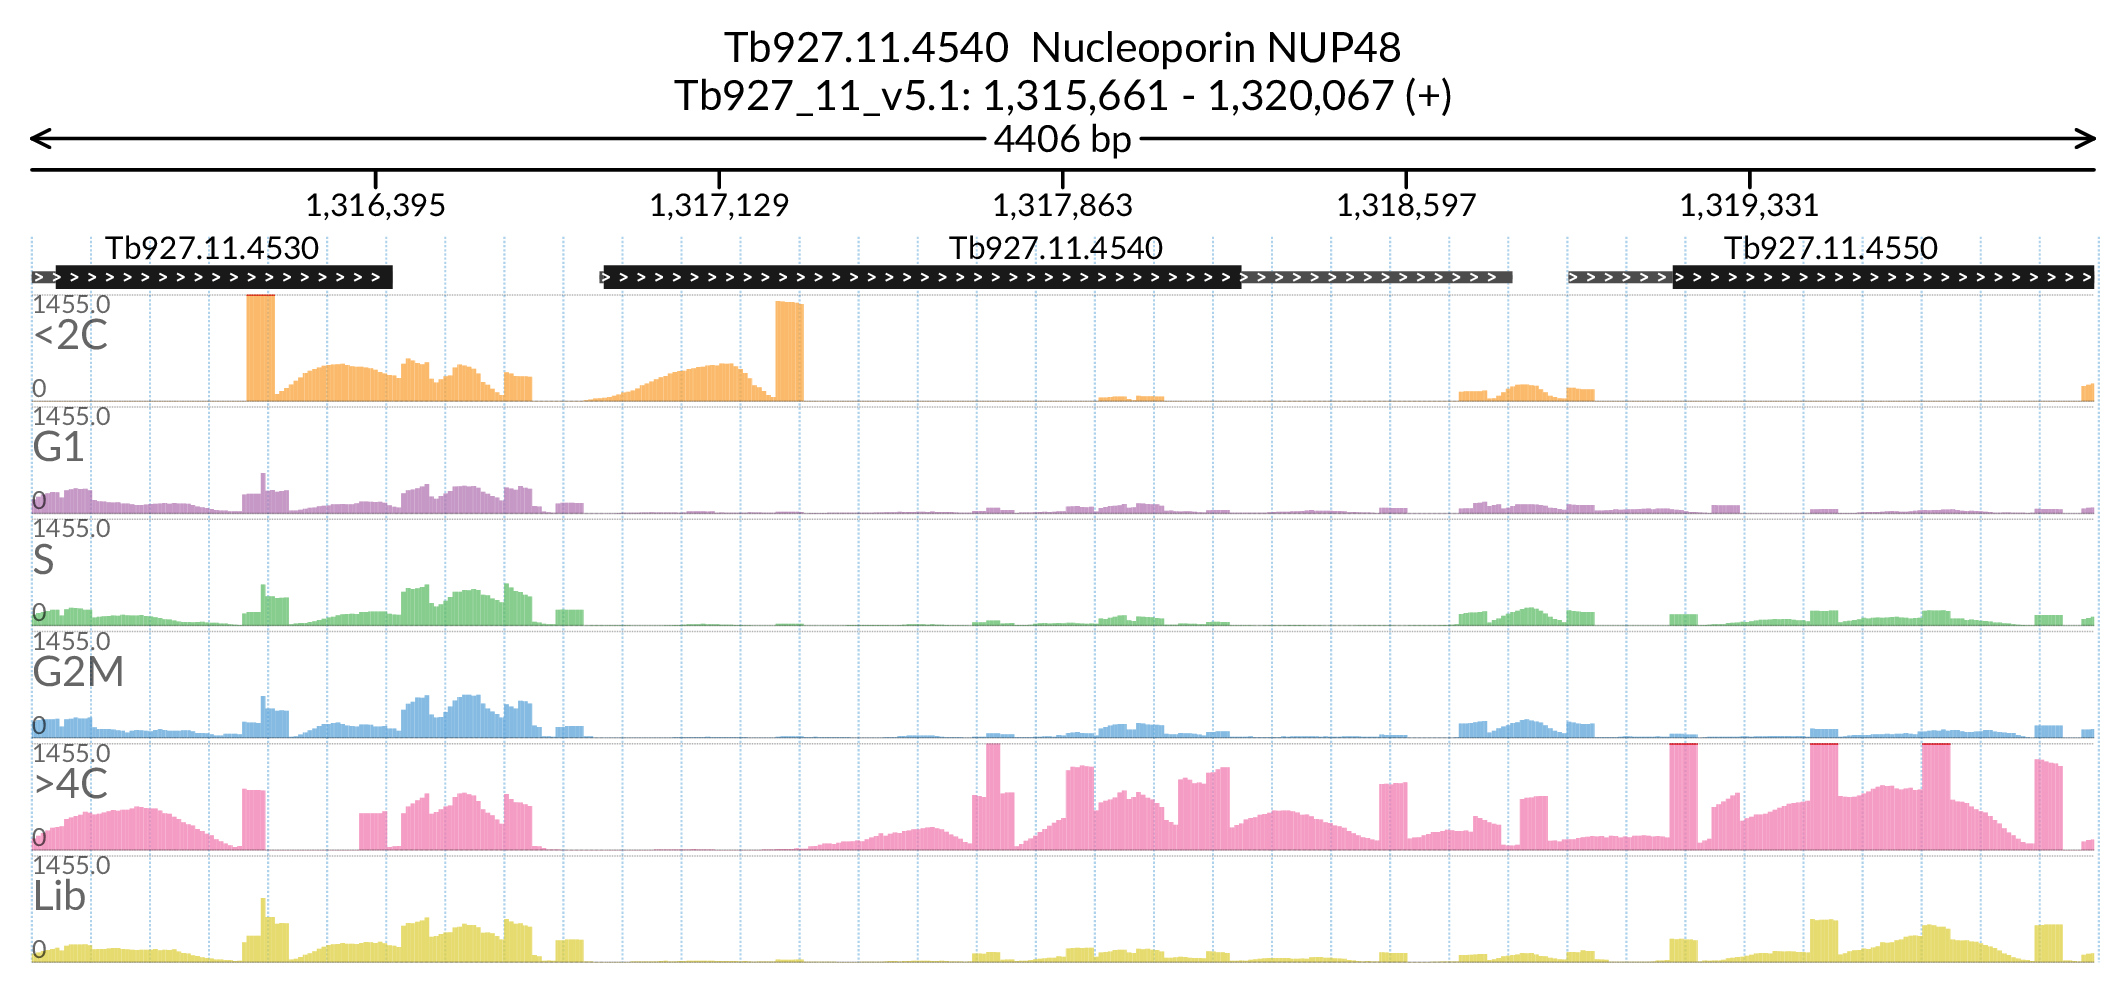 Tb927.11.4540 Nucleoporin NUP48
Tb927_11_v5.1: 1,315,661 - 1,320,067 (+)
4406 bp
1,316,395 1,317,129 1,317,863 1,318,597 1,319,331
Tb927.11.4530 Tb927.11.4540 Tb927.11.4550
1455.0
<2C
0
1455.0
G1
0
1455.0
S
0
1455.0
G2M
0
1455.0
>4C
0
1455.0
Lib
0